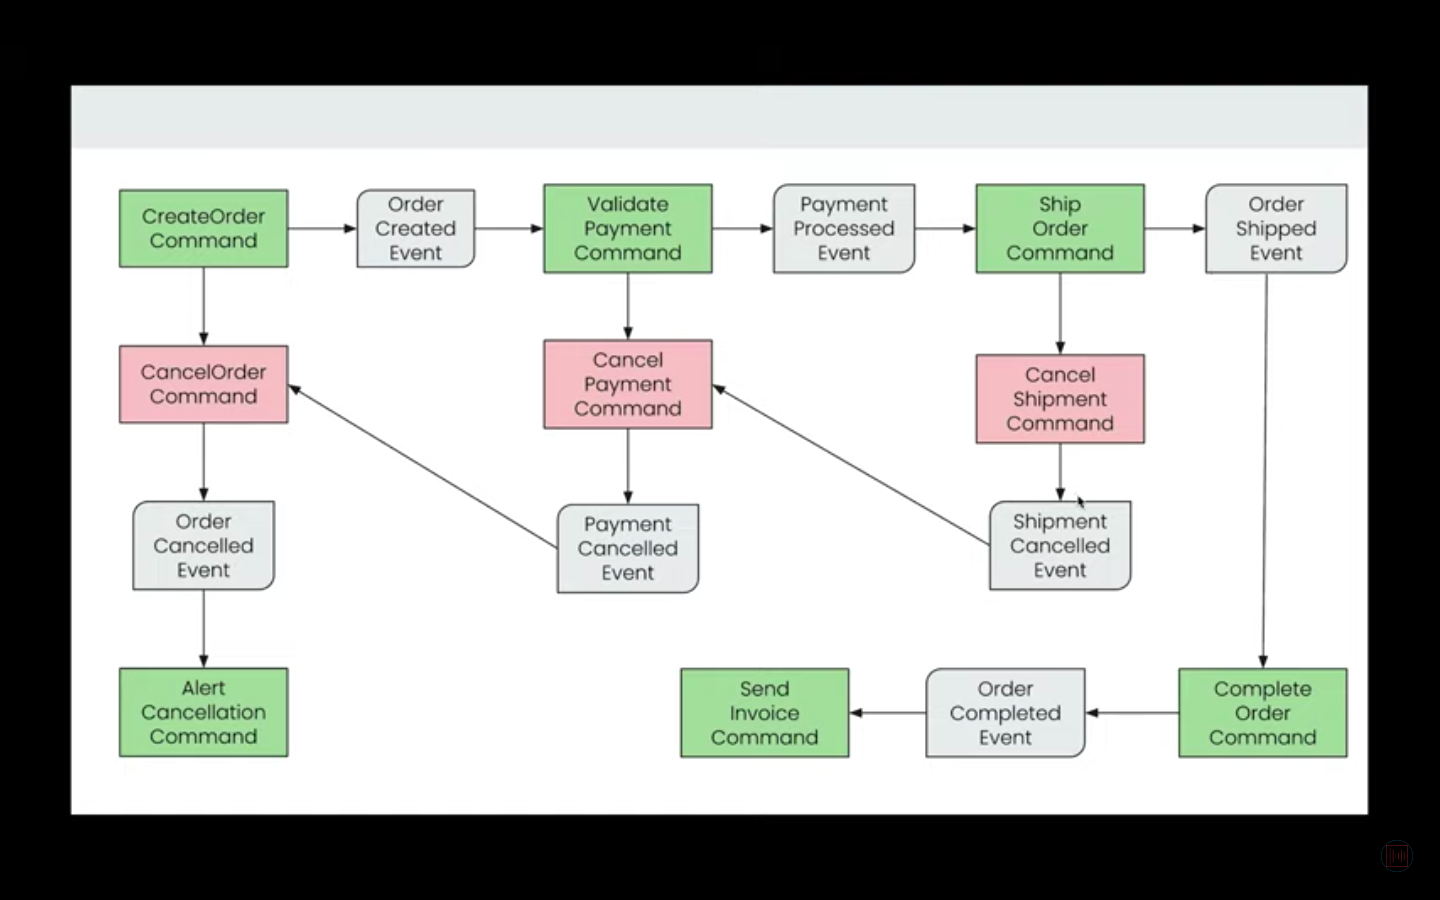 CreateOrder
Command
Order
Created
Event
Validate
Payment
Command
Payment
Processed
Event
Ship
Order
Command
Order
Shipped
Event
CancelOrder
Command
Cancel
Payment
Command
Cancel
Shipment
Command
Order
Cancelled
Event
Payment
Cancelled
Event
Shipment
Cancelled
Event
Alert
Cancellation
Command
Send
Invoice
Command
Order
Completed
Event
Complete
Order
Command